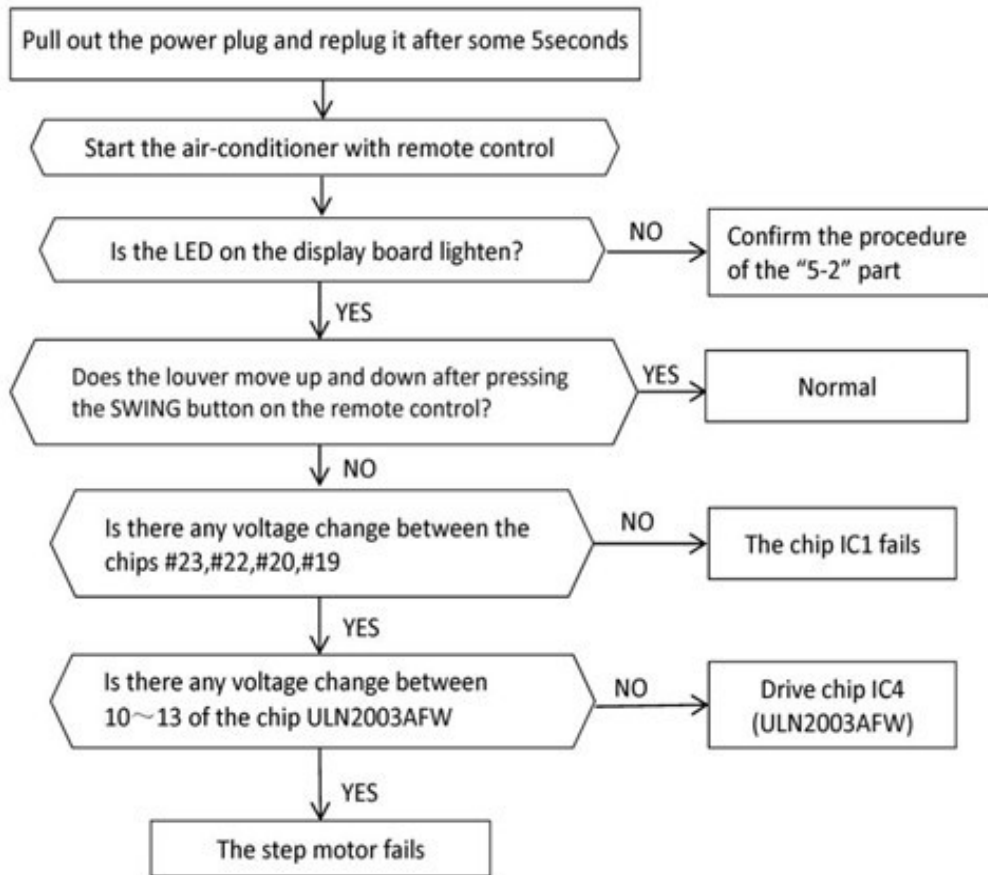 Pull out the power plug and replug it after some 5seconds
Start the air-conditioner with remote control
Is the LED on the display board lighten?
NO
Confirm the procedure
of the “5-2” part
YES
Does the louver move up and down after pressing
the SWING button on the remote control?
YES
Normal
NO
Is there any voltage change between the
chips #23,#22,#20,#19
NO
The chip IC1 fails
YES
Is there any voltage change between
10～13 of the chip ULN2003AFW
NO
Drive chip IC4
(ULN2003AFW)
YES
The step motor fails